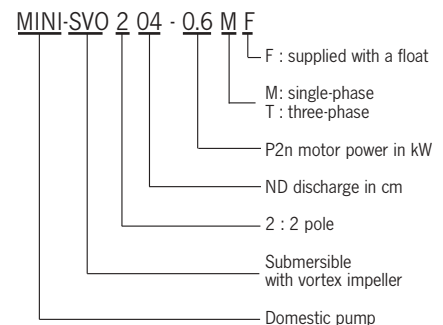 MINI-SVO 2 04 - 0.6 M F
F : supplied with a float
M: single-phase
T : three-phase
P2n motor power in kW
ND discharge in cm
2 : 2 pole
Submersible
with vortex impeller
Domestic pump